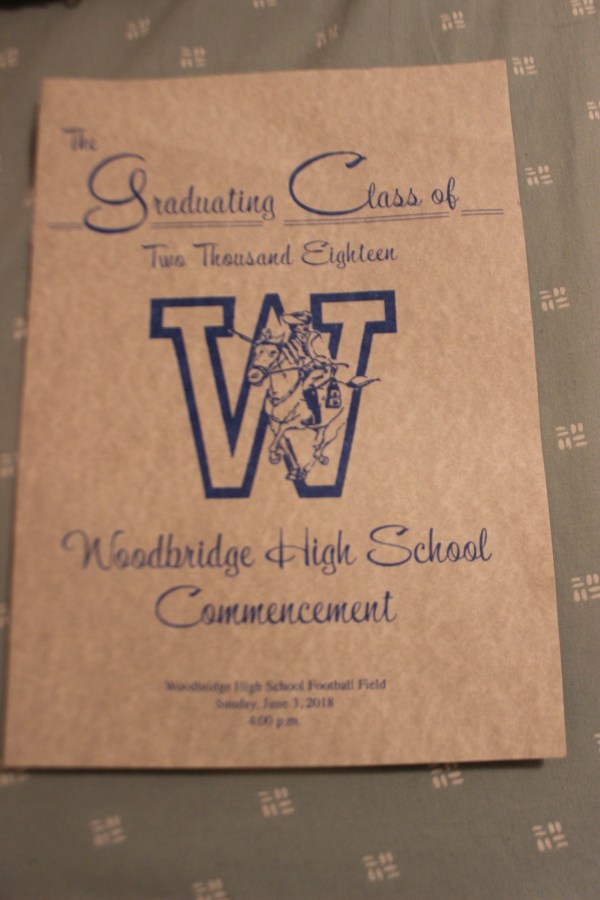 The
Graduating Class of
Two Thousand Eighteen
W
Woodbridge High School
Commencement
Woodbridge High School Football Field
Sunday, June 3, 2018
4:00 p.m.